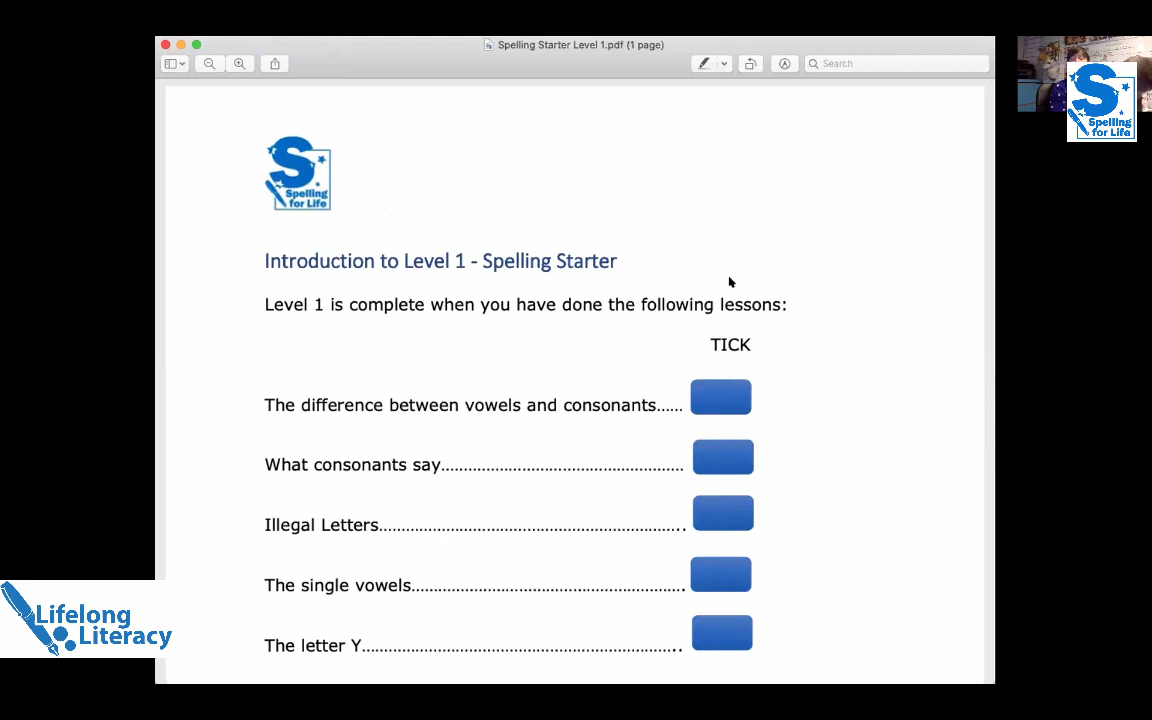 Spelling Starter Level 1.pdf (1 page)
Search
S
Spelling
for Life
S
Spelling
for Life
Introduction to Level 1 - Spelling Starter
Level 1 is complete when you have done the following lessons:
TICK
The difference between vowels and consonants......
What consonants say......................................................
Illegal Letters....................................................................
The single vowels.............................................................
The letter Y.......................................................................
Lifelong
Literacy